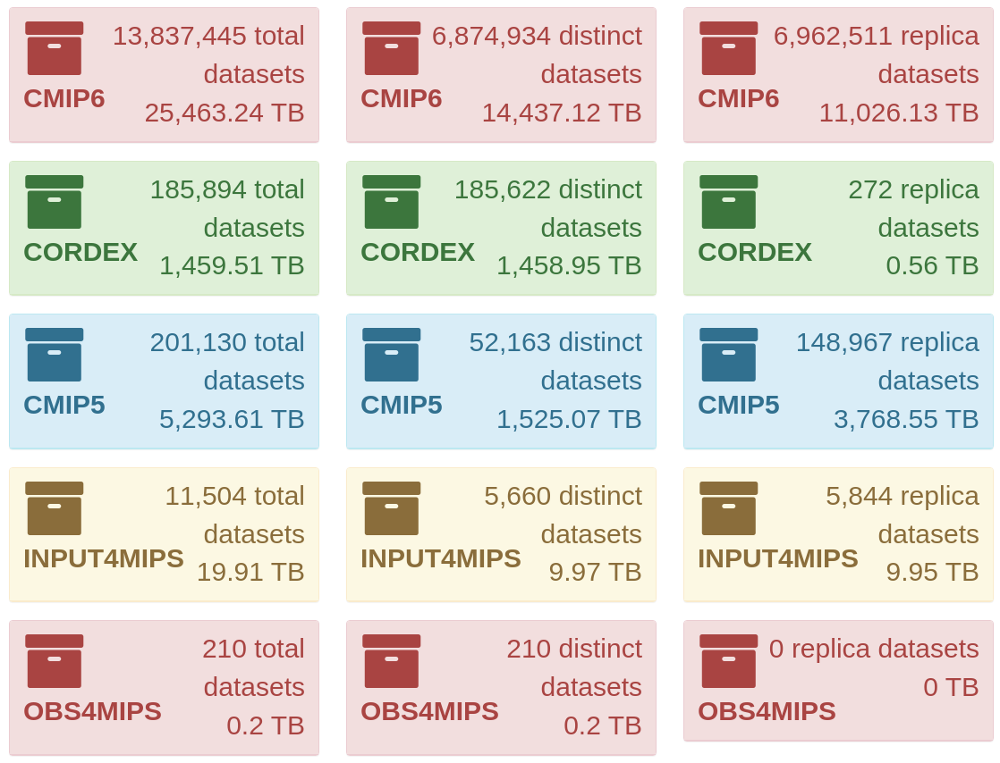 13,837,445 total
datasets
CMIP6
25,463.24 TB
6,874,934 distinct
datasets
CMIP6
14,437.12 TB
6,962,511 replica
datasets
CMIP6
11,026.13 TB
185,894 total
datasets
CORDEX
1,459.51 TB
185,622 distinct
datasets
CORDEX
1,458.95 TB
272 replica
datasets
CORDEX
0.56 TB
201,130 total
datasets
CMIP5
5,293.61 TB
52,163 distinct
datasets
CMIP5
1,525.07 TB
148,967 replica
datasets
CMIP5
3,768.55 TB
11,504 total
datasets
INPUT4MIPS
19.91 TB
5,660 distinct
datasets
INPUT4MIPS
9.97 TB
5,844 replica
datasets
INPUT4MIPS
9.95 TB
210 total
datasets
OBS4MIPS
0.2 TB
210 distinct
datasets
OBS4MIPS
0.2 TB
0 replica datasets
0 TB
OBS4MIPS